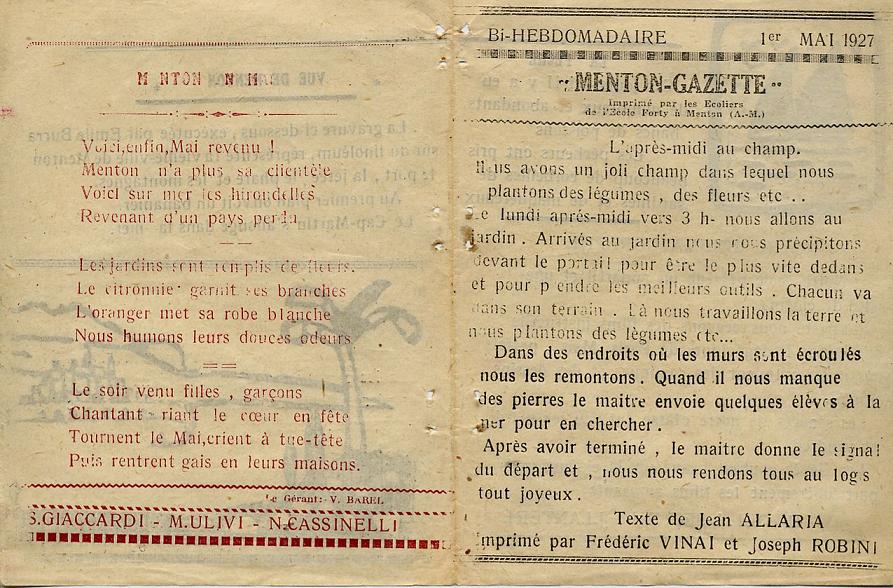 M NTON N MA
Voici,enfin,Mai revenu !
Menton n'a plus sa clientèle
Voici sur mer les hirondelles
Revenant d'un pays perdu
Les jardins sont remplis de fleurs.
Le citronnier garnit ses branches
L'oranger met sa robe blanche
Nous humons leurs douces odeurs
Le soir venu filles , garçons
Chantant riant le cœur en fête
Tournent le Mai,crient à tue-tête
Puis rentrent gais en leurs maisons.
Le Gérant:- V. BAREL
S.GIACCARDI - M.ULIVI - N.CASSINELLI
Bi-HEBDOMADAIRE 1er MAI 1927
MENTON-GAZETTE
Imprimé par les Ecoliers
de l'Ecole Forty à Menton (A.-M.)
L'après-midi au champ.
Nous avons un joli champ dans lequel nous
plantons des légumes , des fleurs etc ..
Le lundi aprés-midi vers 3 h- nous allons au
jardin . Arrivés au jardin nous nous précipitons
devant le portail pour être le plus vite dedans
et pour p endre les meilleurs outils . Chacun va
dans son terrain . Là nous travaillons la terre et
nous plantons des lègumes etc...
Dans des endroits où les murs sont écroulés
nous les remontons. Quand il nous manque
des pierres le maitre envoie quelques élèves à la
mer pour en chercher .
Après avoir terminé , le maitre donne le signal
du départ et , nous nous rendons tous au logis
tout joyeux .
Texte de Jean ALLARIA
Imprimé par Frédéric VINAI et Joseph ROBINI